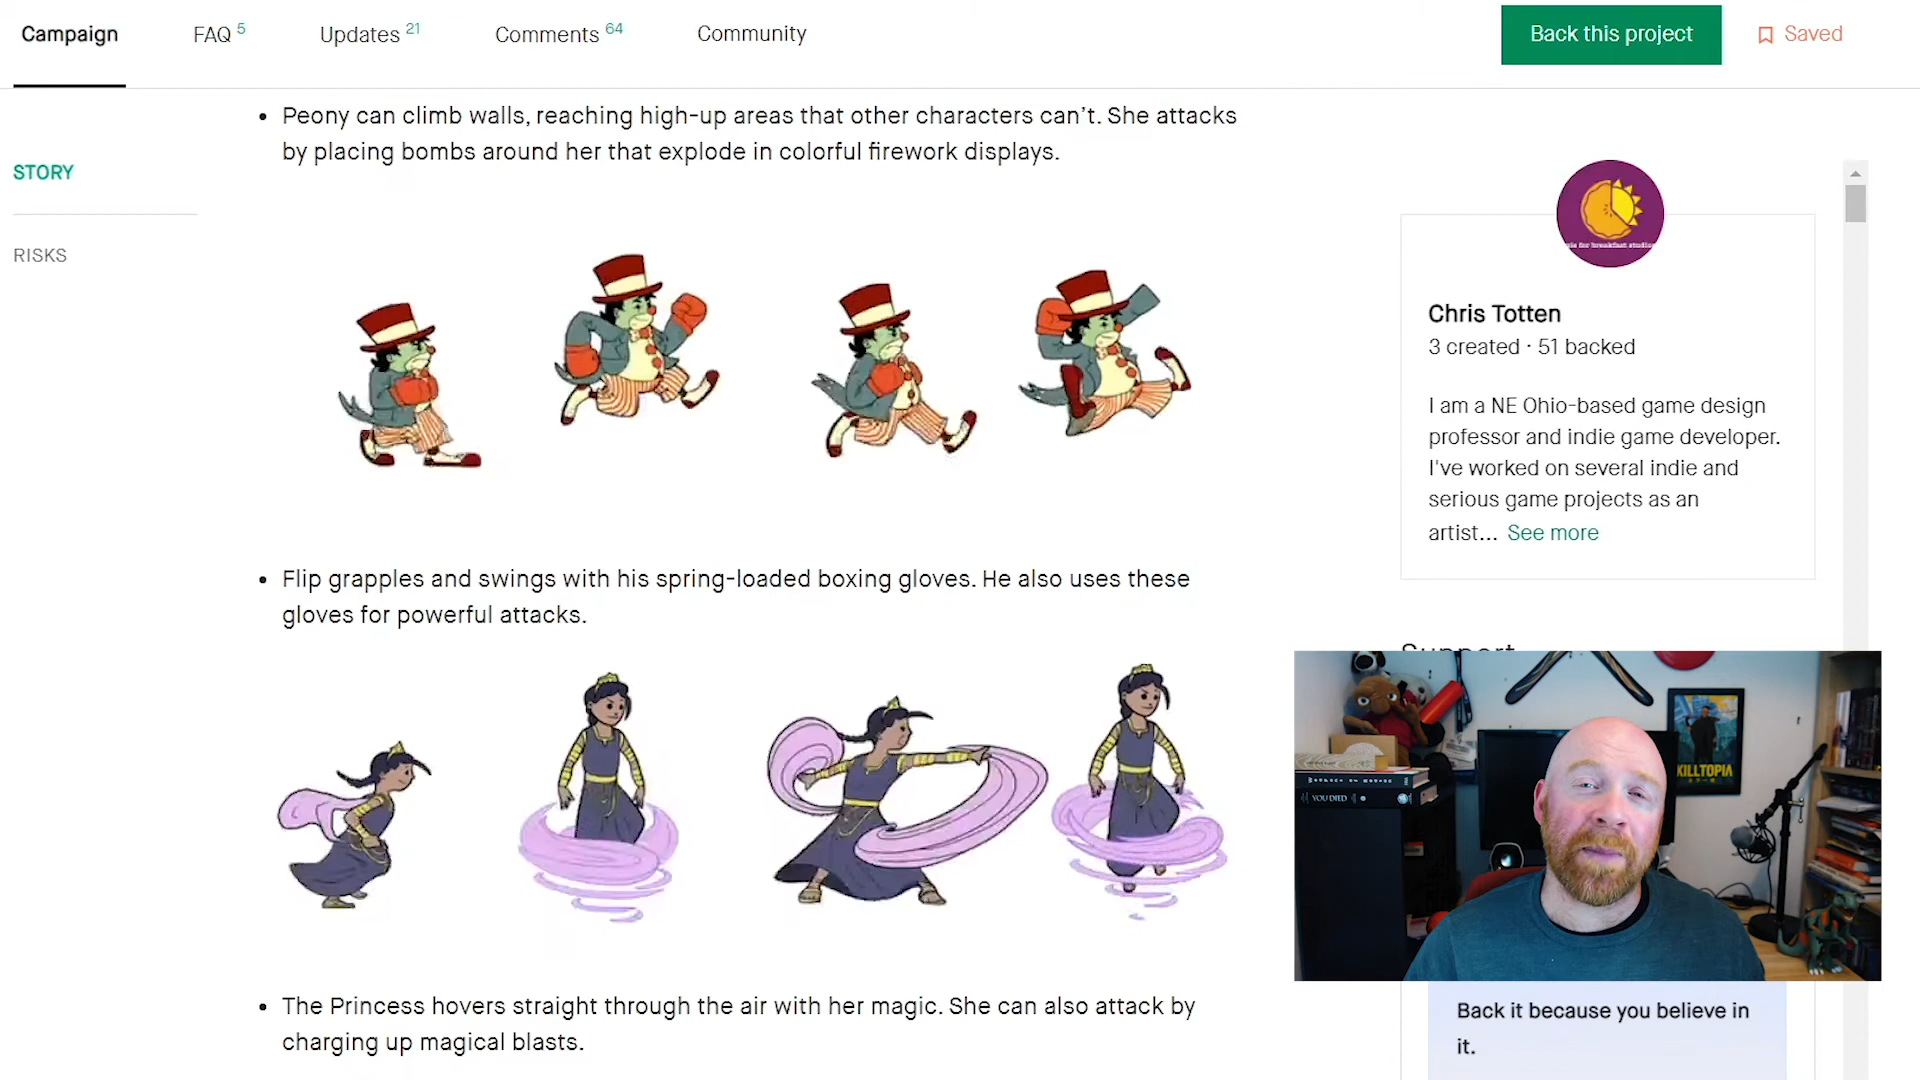 Campaign
FAQ 5
Updates 21
Comments 64
Community
Back this project
Saved
STORY
RISKS
Peony can climb walls, reaching high-up areas that other characters can’t. She attacks
by placing bombs around her that explode in colorful firework displays.
Flip grapples and swings with his spring-loaded boxing gloves. He also uses these
gloves for powerful attacks.
The Princess hovers straight through the air with her magic. She can also attack by
charging up magical blasts.
pie for breakfast studios
Chris Totten
3 created · 51 backed
I am a NE Ohio-based game design
professor and indie game developer.
I've worked on several indie and
serious game projects as an
artist... See more
Support
KILLTOPIA
YOU DIED
Back it because you believe in
it.